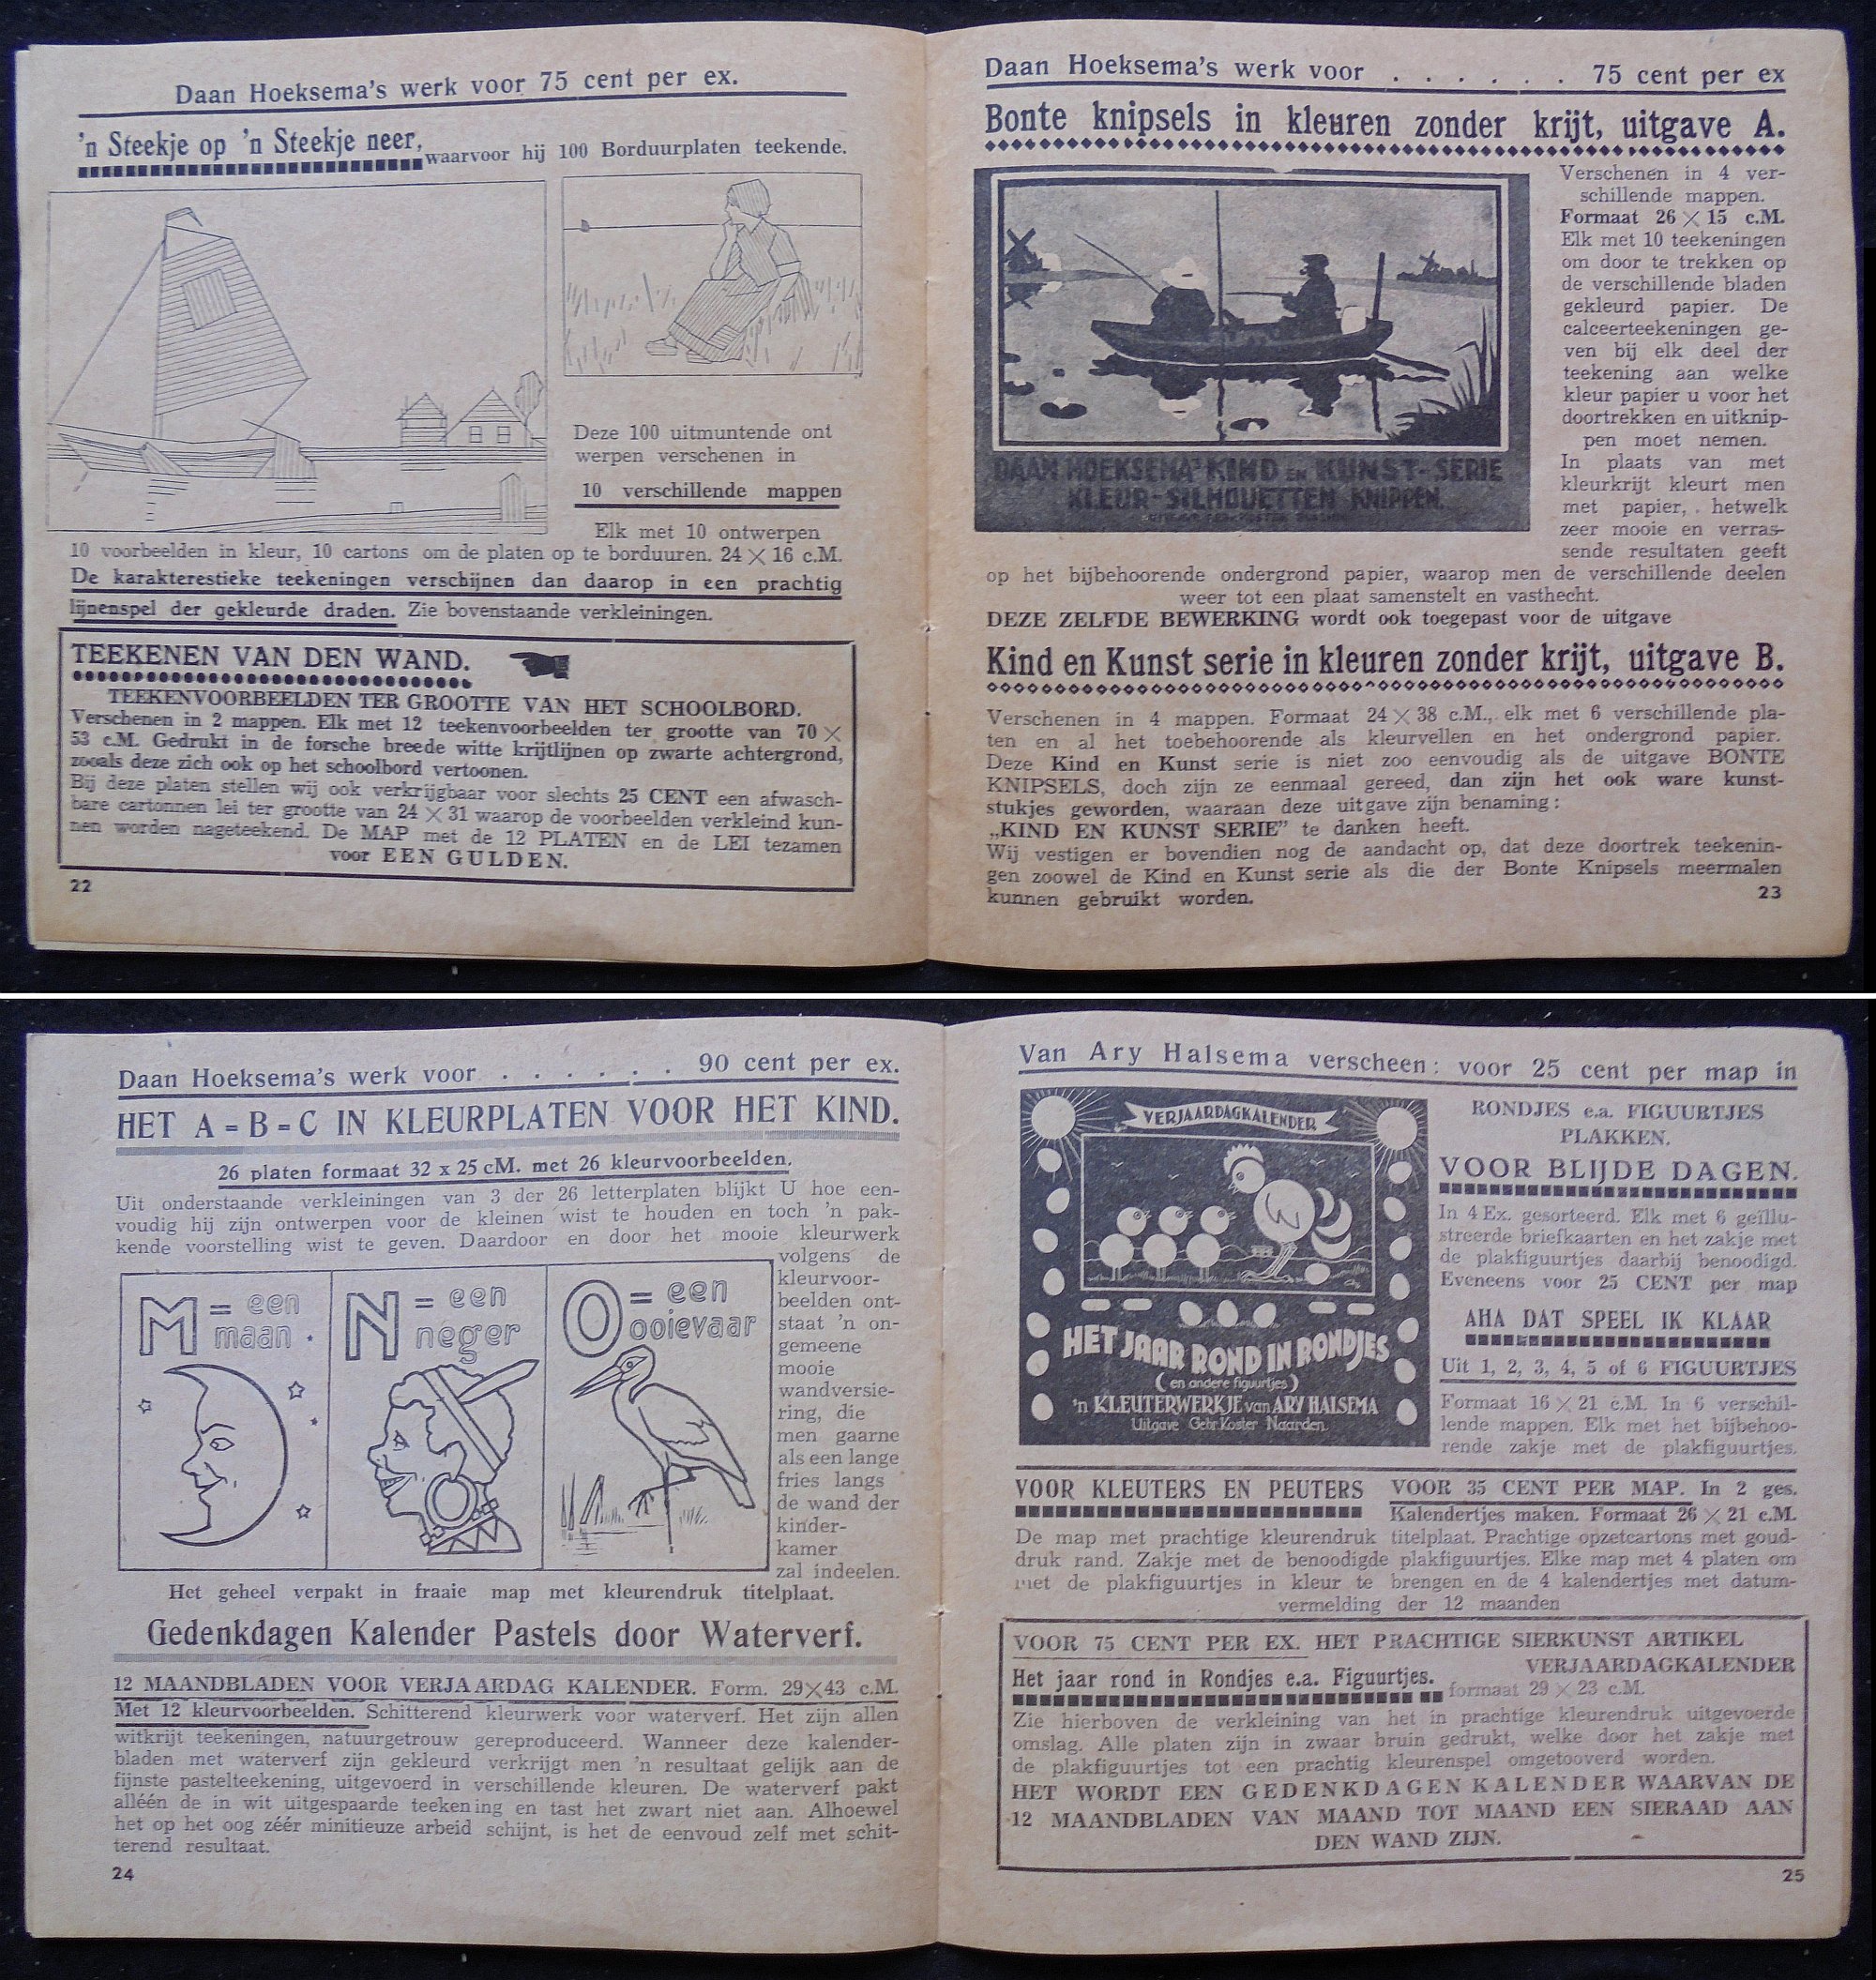 Daan Hoeksema's werk voor 75 cent per ex.
'n Steekje op 'n Steekje neer, waarvoor hij 100 Borduurplaten teekende.
Deze 100 uitmuntende ont
werpen verschenen in
10 verschillende mappen
Elk met 10 ontwerpen
10 voorbeelden in kleur, 10 cartons om de platen op te borduuren. 24 × 16 c.M.
De karakterestieke teekeningen verschijnen dan daarop in een prachtig
lijnenspel der gekleurde draden. Zie bovenstaande verkleiningen.
TEEKENEN VAN DEN WAND.
TEEKENVOORBEELDEN TER GROOTTE VAN HET SCHOOLBORD.
Verschenen in 2 mappen. Elk met 12 teekenvoorbeelden ter grootte van 70 ×
53 c.M. Gedrukt in de forsche breede witte krijtlijnen op zwarte achtergrond,
zooals deze zich ook op het schoolbord vertoonen.
Bij deze platen stellen wij ook verkrijgbaar voor slechts 25 CENT een afwasch-
bare cartonnen lei ter grootte van 24 × 31 waarop de voorbeelden verkleind kun-
nen worden nageteekend. De MAP met de 12 PLATEN en de LEI tezamen
voor EEN GULDEN.
22
Daan Hoeksema's werk voor . . . . . . 75 cent per ex
Bonte knipsels in kleuren zonder krijt, uitgave A.
DAAN HOEKSEMA'S KIND EN KUNST-SERIE
KLEUR-SILHOUETTEN KNIPPEN.
Verschenen in 4 ver-
schillende mappen.
Formaat 26 × 15 c.M.
Elk met 10 teekeningen
om door te trekken op
de verschillende bladen
gekleurd papier. De
calceerteekeningen ge-
ven bij elk deel der
teekening aan welke
kleur papier u voor het
doortrekken en uitknip-
pen moet nemen.
In plaats van met
kleurkrijt kleurt men
met papier, hetwelk
zeer mooie en verras-
sende resultaten geeft
op het bijbehoorende ondergrond papier, waarop men de verschillende deelen
weer tot een plaat samenstelt en vasthecht.
DEZE ZELFDE BEWERKING wordt ook toegepast voor de uitgave
Kind en Kunst serie in kleuren zonder krijt, uitgave B.
Verschenen in 4 mappen. Formaat 24 × 38 c.M., elk met 6 verschillende pla-
ten en al het toebehoorende als kleurvellen en het ondergrond papier.
Deze Kind en Kunst serie is niet zoo eenvoudig als de uitgave BONTE
KNIPSELS, doch zijn ze eenmaal gereed, dan zijn het ook ware kunst-
stukjes geworden, waaraan deze uitgave zijn benaming:
„KIND EN KUNST SERIE" te danken heeft.
Wij vestigen er bovendien nog de aandacht op, dat deze doortrek teekenin-
gen zoowel de Kind en Kunst serie als die der Bonte Knipsels meermalen
kunnen gebruikt worden.
23
Daan Hoeksema's werk voor . . . . . . 90 cent per ex.
HET A=B=C IN KLEURPLATEN VOOR HET KIND.
26 platen formaat 32 x 25 cM. met 26 kleurvoorbeelden.
Uit onderstaande verkleiningen van 3 der 26 letterplaten blijkt U hoe een-
voudig hij zijn ontwerpen voor de kleinen wist te houden en toch 'n pak-
kende voorstelling wist te geven. Daardoor en door het mooie kleurwerk
M = een
maan.
N = een
neger
O = een
ooievaar
volgens de
kleurvoor-
beelden ont-
staat 'n on-
gemeene
mooie
wandversie-
ring, die
men gaarne
als een lange
fries langs
de wand der
kinder-
kamer
zal indeelen.
Het geheel verpakt in fraaie map met kleurendruk titelplaat.
Gedenkdagen Kalender Pastels door Waterverf.
12 MAANDBLADEN VOOR VERJAARDAG KALENDER. Form. 29×43 c.M.
Met 12 kleurvoorbeelden. Schitterend kleurwerk voor waterverf. Het zijn allen
witkrijt teekeningen, natuurgetrouw gereproduceerd. Wanneer deze kalender-
bladen met waterverf zijn gekleurd verkrijgt men 'n resultaat gelijk aan de
fijnste pastelteekening, uitgevoerd in verschillende kleuren. De waterverf pakt
alléén de in wit uitgespaarde teekening en tast het zwart niet aan. Alhoewel
het op het oog zéér minitieuze arbeid schijnt, is het de eenvoud zelf met schit-
terend resultaat.
24
Van Ary Halsema verscheen: voor 25 cent per map in
VERJAARDAGKALENDER
HET JAAR ROND IN RONDJES
(en andere figuurtjes)
'n KLEUTERWERKJE van ARY HALSEMA
Uitgave Gebr. Koster Naarden.
RONDJES e.a. FIGUURTJES
PLAKKEN.
VOOR BLIJDE DAGEN.
In 4 Ex. gesorteerd. Elk met 6 geïllu-
streerde briefkaarten en het zakje met
de plakfiguurtjes daarbij benoodigd.
Eveneens voor 25 CENT per map
AHA DAT SPEEL IK KLAAR
Uit 1, 2, 3, 4, 5 of 6 FIGUURTJES
Formaat 16 × 21 c.M. In 6 verschil-
lende mappen. Elk met het bijbehoo-
rende zakje met de plakfiguurtjes.
VOOR KLEUTERS EN PEUTERS VOOR 35 CENT PER MAP. In 2 ges.
Kalendertjes maken. Formaat 26 × 21 c.M.
De map met prachtige kleurendruk titelplaat. Prachtige opzetcartons met goud-
druk rand. Zakje met de benoodigde plakfiguurtjes. Elke map met 4 platen om
met de plakfiguurtjes in kleur te brengen en de 4 kalendertjes met datum-
vermelding der 12 maanden
VOOR 75 CENT PER EX. HET PRACHTIGE SIERKUNST ARTIKEL
Het jaar rond in Rondjes e.a. Figuurtjes. VERJAARDAGKALENDER
formaat 29 × 23 c.M.
Zie hierboven de verkleining van het in prachtige kleurendruk uitgevoerde
omslag. Alle platen zijn in zwaar bruin gedrukt, welke door het zakje met
de plakfiguurtjes tot een prachtig kleurenspel omgetooverd worden.
HET WORDT EEN GEDENKDAGEN KALENDER WAARVAN DE
12 MAANDBLADEN VAN MAAND TOT MAAND EEN SIERAAD AAN
DEN WAND ZIJN.
25